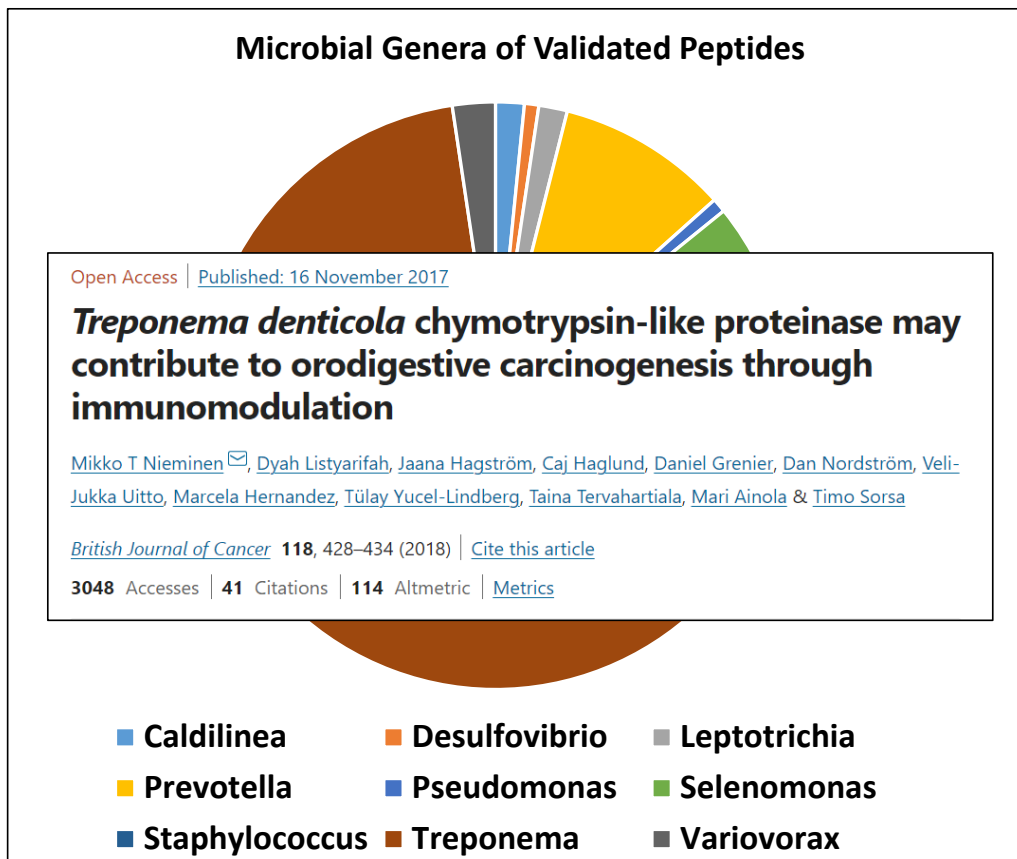 Microbial Genera of Validated Peptides
Open Access | Published: 16 November 2017
Treponema denticola chymotrypsin-like proteinase may
contribute to orodigestive carcinogenesis through
immunomodulation
Mikko T Nieminen, Dyah Listyarifah, Jaana Hagström, Caj Haglund, Daniel Grenier, Dan Nordström, Veli-
Jukka Uitto, Marcela Hernandez, Tülay Yucel-Lindberg, Taina Tervahartiala, Mari Ainola & Timo Sorsa
British Journal of Cancer 118, 428–434 (2018) | Cite this article
3048 Accesses | 41 Citations | 114 Altmetric | Metrics
Caldilinea Desulfovibrio Leptotrichia
Prevotella Pseudomonas Selenomonas
Staphylococcus Treponema Variovorax